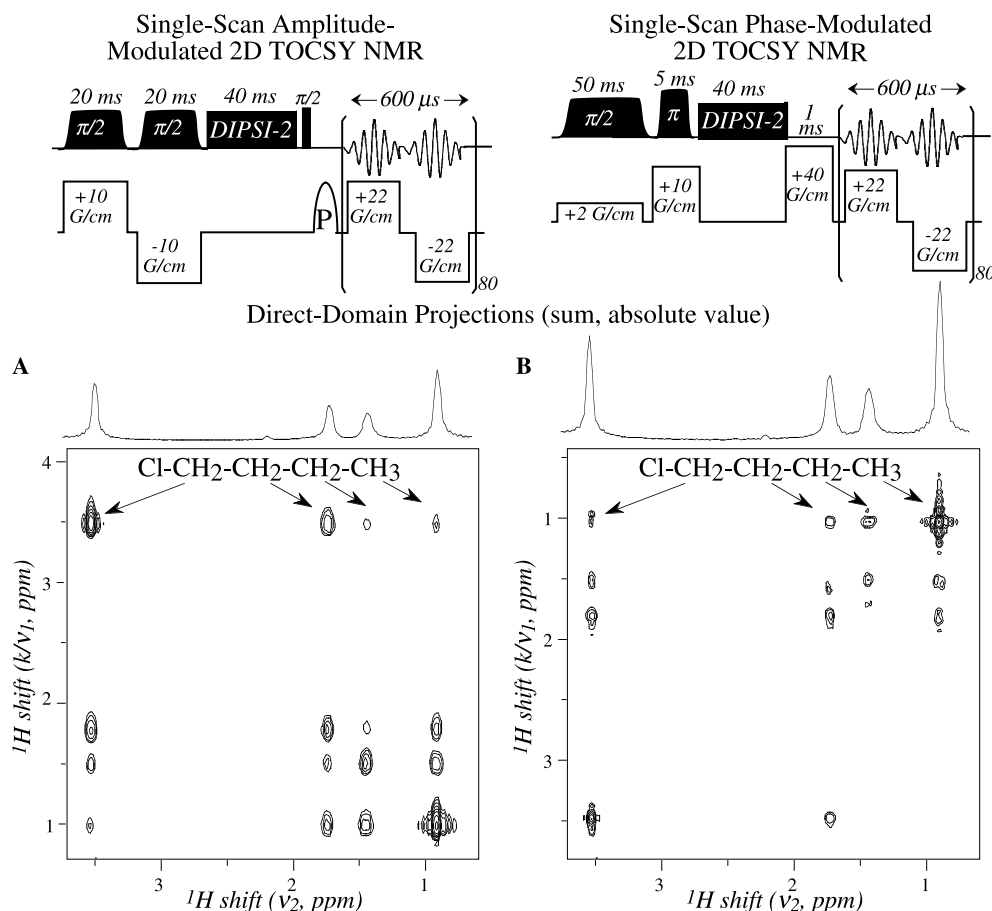 Single-Scan Amplitude-
Modulated 2D TOCSY NMR
20 ms 20 ms 40 ms π/2
600 µs
π/2 π/2 DIPSI-2
+10
G/cm
-10
G/cm
P
+22
G/cm
-22
G/cm
80
Single-Scan Phase-Modulated
2D TOCSY NMR
50 ms 5 ms 40 ms
1
ms
600 µs
π/2 π DIPSI-2
+2 G/cm
+10
G/cm
+40
G/cm
+22
G/cm
-22
G/cm
80
Direct-Domain Projections (sum, absolute value)
A
Cl-CH2-CH2-CH2-CH3
4
3
2
1
1H shift (k/ν1, ppm)
3 2 1
1H shift (ν2, ppm)
B
Cl-CH2-CH2-CH2-CH3
1
2
3
1H shift (k/ν1, ppm)
3 2 1
1H shift (ν2, ppm)